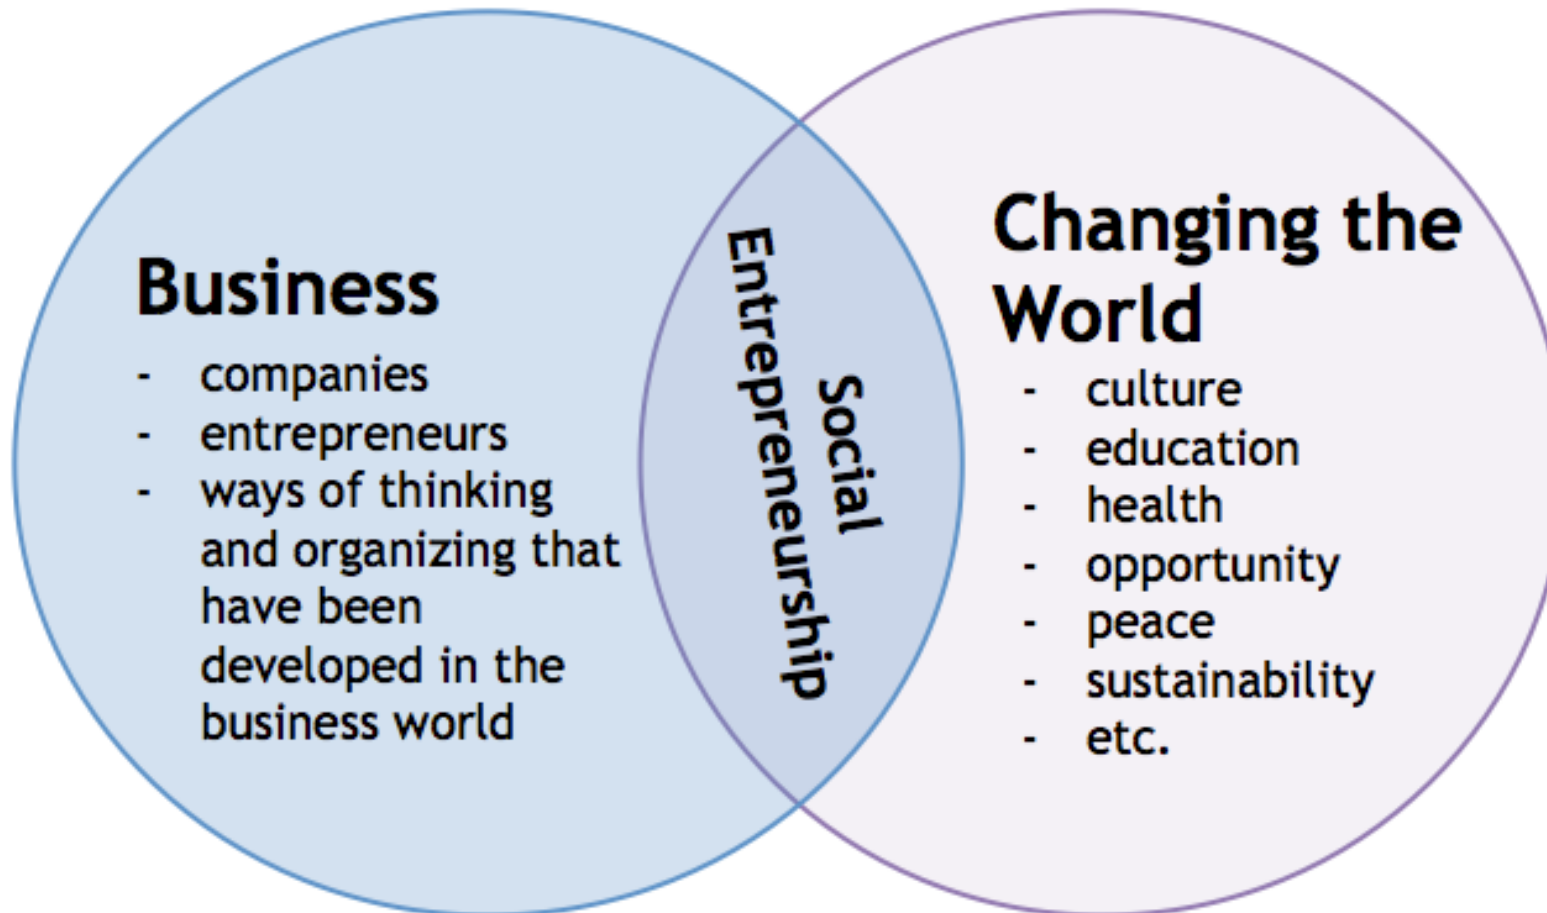 Business
- companies
- entrepreneurs
- ways of thinking
and organizing that
have been
developed in the
business world
Social
Entrepreneurship
Changing the
World
- culture
- education
- health
- opportunity
- peace
- sustainability
- etc.